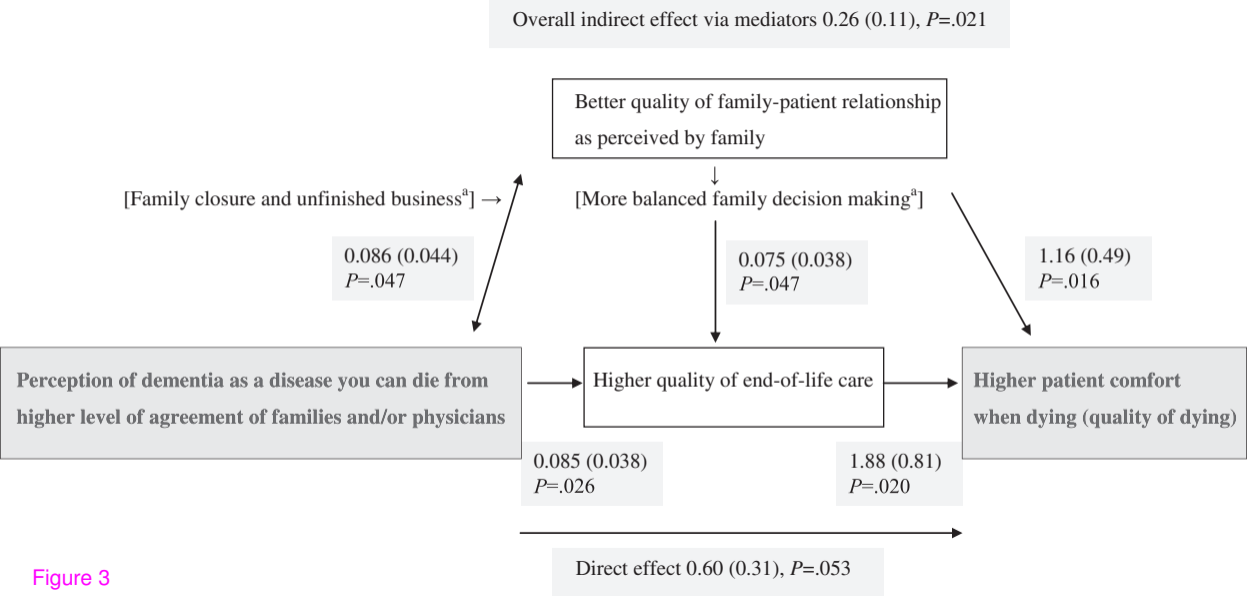 Overall indirect effect via mediators 0.26 (0.11), P=.021
Better quality of family-patient relationship
as perceived by family
↓
[Family closure and unfinished businessᵃ] →
[More balanced family decision makingᵃ]
0.086 (0.044)
P=.047
0.075 (0.038)
P=.047
1.16 (0.49)
P=.016
Perception of dementia as a disease you can die from
higher level of agreement of families and/or physicians
Higher quality of end-of-life care
Higher patient comfort
when dying (quality of dying)
0.085 (0.038)
P=.026
1.88 (0.81)
P=.020
Direct effect 0.60 (0.31), P=.053
Figure 3